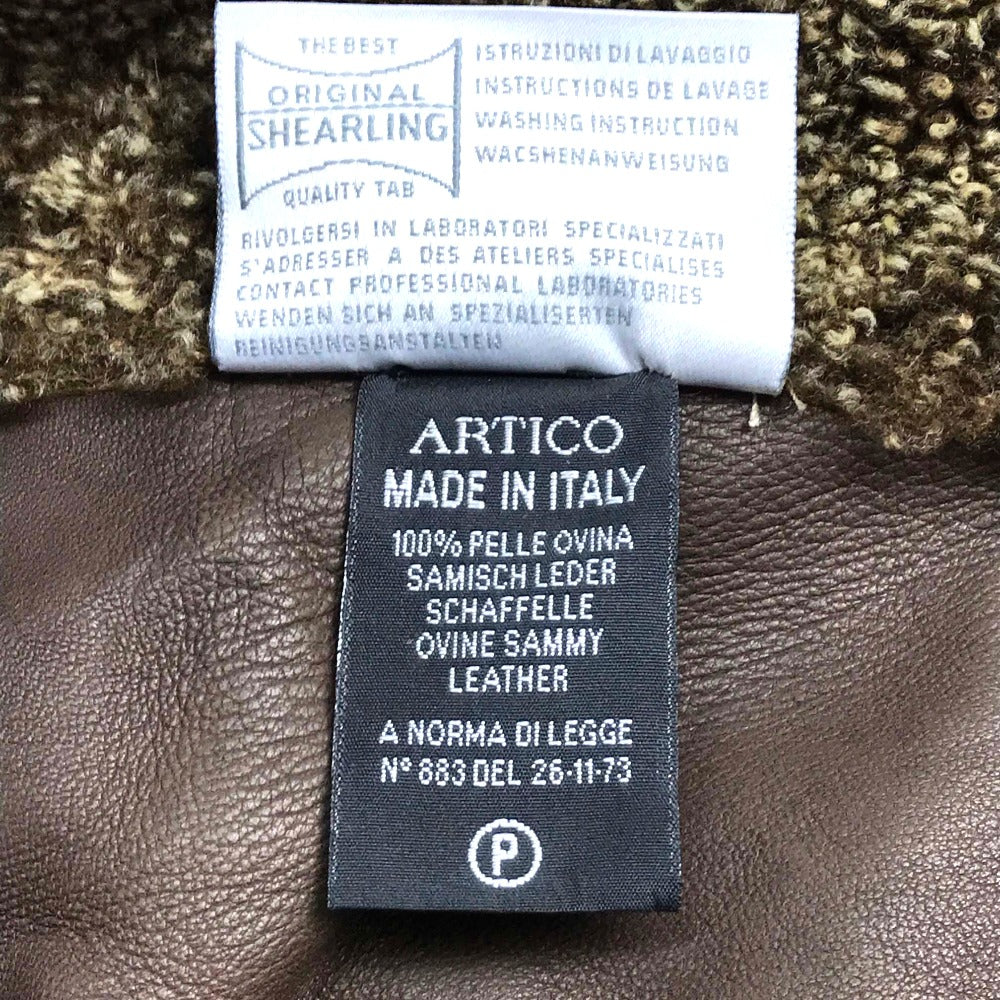 THE BEST
ORIGINAL
SHEARLING
QUALITY TAB
ISTRUZIONI DI LAVAGGIO
INSTRUCTIONS DE LAVAGE
WASHING INSTRUCTION
WACSHENANWEISUNG
RIVOLGERSI IN LABORATORI SPECIALIZZATI
S'ADRESSER A DES ATELIERS SPECIALISES
CONTACT PROFESSIONAL LABORATORIES
WENDEN SICH AN SPEZIALISERTEN
REINIGUNGSANSTALTEN
ARTICO
MADE IN ITALY
100% PELLE OVINA
SAMISCH LEDER
SCHAFFELLE
OVINE SAMMY
LEATHER
A NORMA DI LEGGE
N° 883 DEL 26-11-73
P